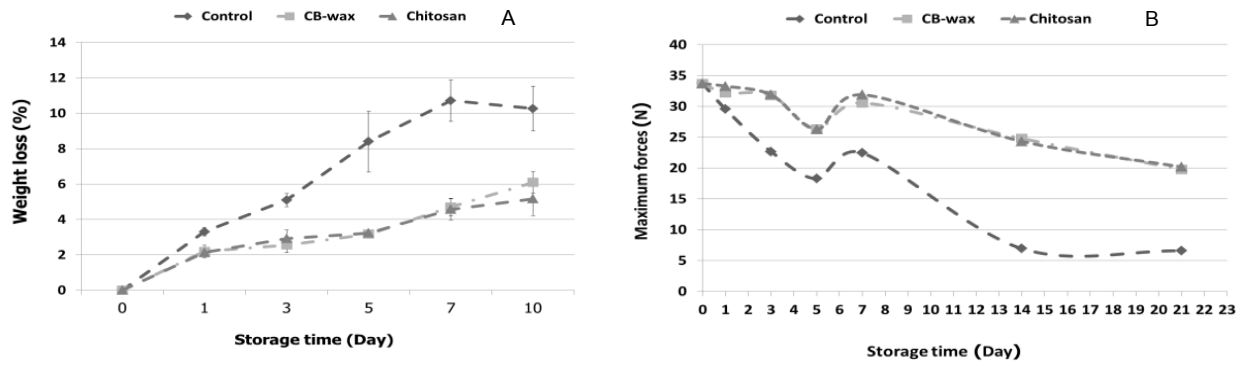 Control CB-wax Chitosan A
14
12
10
8
6
4
2
0
Weight loss (%)
0 1 3 5 7 10
Storage time (Day)
Control CB-wax Chitosan B
40
35
30
25
20
15
10
5
0
Maximum forces (N)
0 1 2 3 4 5 6 7 8 9 10 11 12 13 14 15 16 17 18 19 20 21 22 23
Storage time (Day)